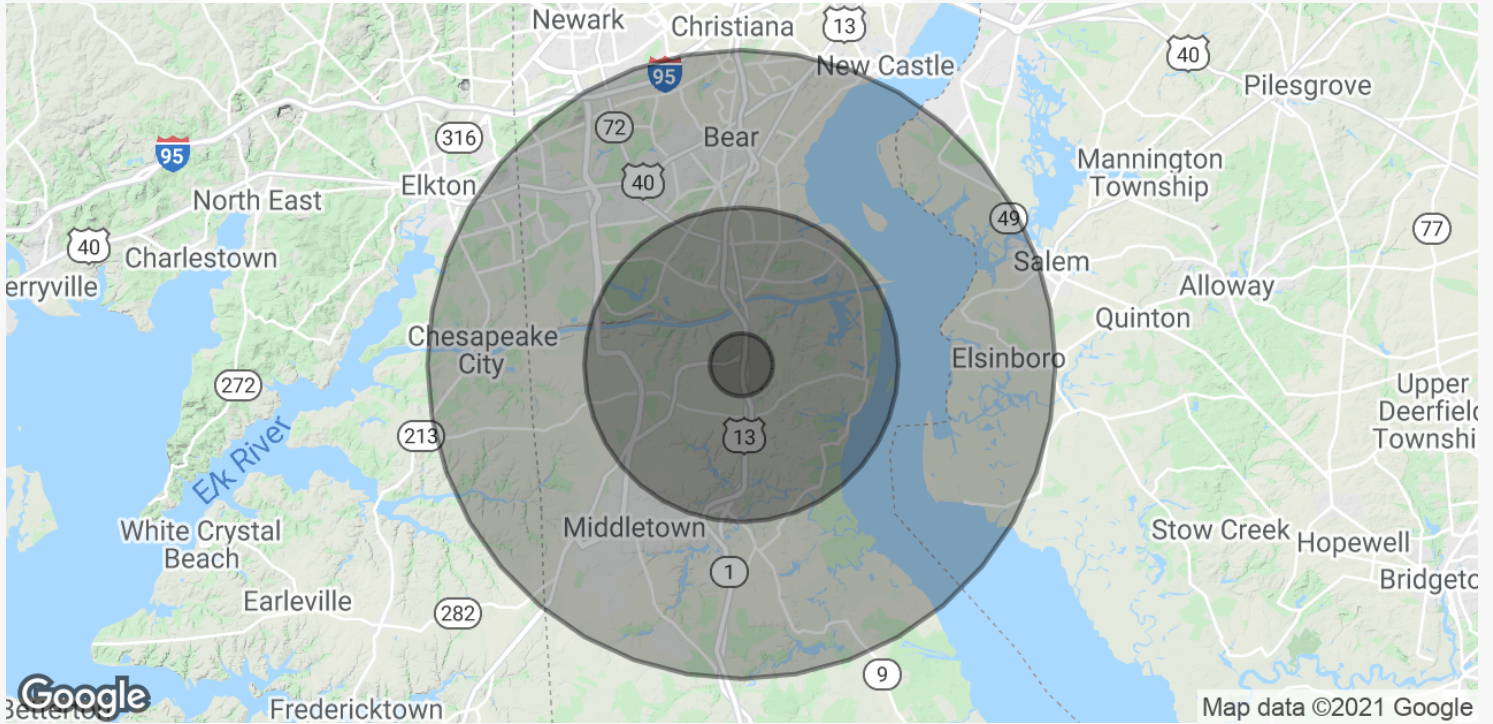 Newark
Christiana
13
40
New Castle
95
Pilesgrove
72
Bear
316
95
Mannington
Township
Elkton
40
North East
49
77
40
Charlestown
Salem
erryville
Alloway
Quinton
Chesapeake
City
Elsinboro
272
Upper
Deerfield
Townshi
213
13
Elk River
Middletown
White Crystal
Beach
Stow Creek
Hopewell
1
Bridgeto
Earleville
282
9
Google
Betterton
Fredericktown
Map data ©2021 Google